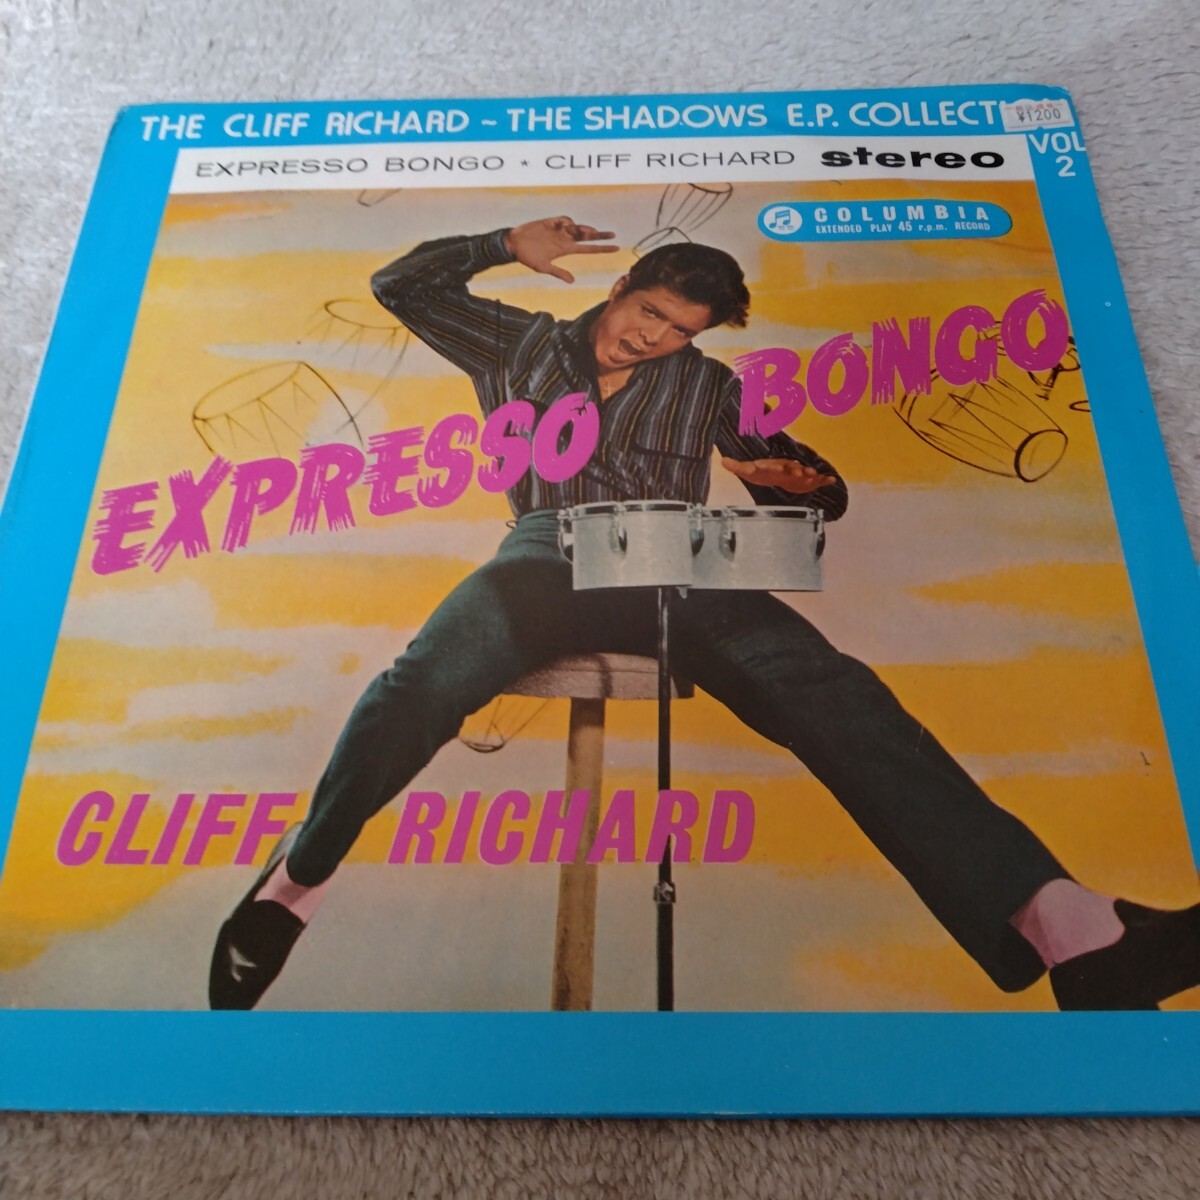 THE CLIFF RICHARD ~ THE SHADOWS E.P. COLLECTI
¥1200
VOL
2
EXPRESSO BONGO * CLIFF RICHARD stereo
COLUMBIA
EXTENDED PLAY 45 r.p.m. RECORD
EXPRESSO BONGO
CLIFF RICHARD